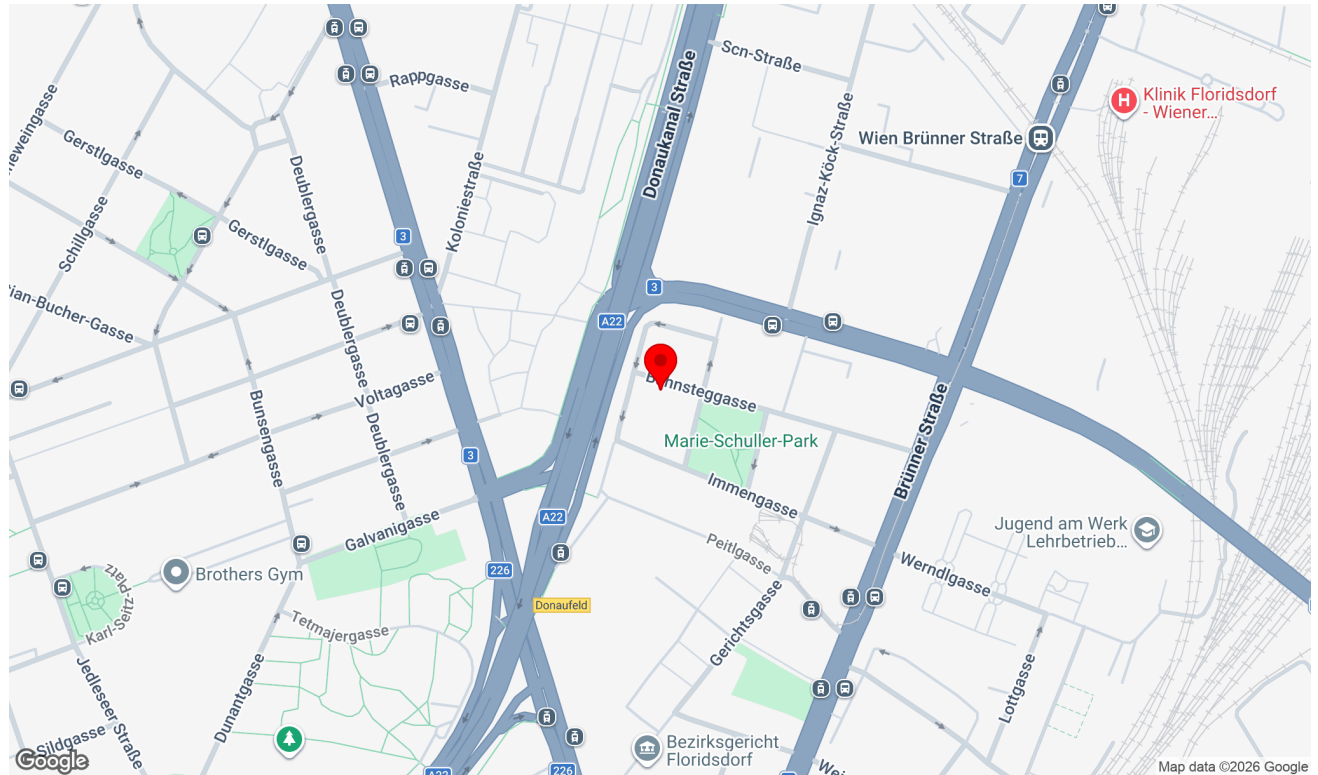 Rappgasse
Scn-Straße
Donaukanal Straße
Klinik Floridsdorf
- Wiener...
Wien Brünner Straße
Gerstlgasse
Deublergasse
Koloniestraße
Ignaz-Köck-Straße
7
Schillgasse
Gerstlgasse
3
3
A22
Deublergasse
Voltagasse
Bunsengasse
Deublergasse
Marie-Schuller-Park
Brünner Straße
3
Immengasse
A22
Galvanigasse
Peitlgasse
Jugend am Werk
Lehrbetrieb...
Werndlgasse
226
Brothers Gym
Donaufeld
Karl-Seitz-
Platz
Tetmajergasse
Gerichtsgasse
Dunantgasse
Jedleseer Straße
Lottgasse
Sildgasse
Bezirksgericht
Floridsdorf
Google
A22
226
Map data ©2026 Google